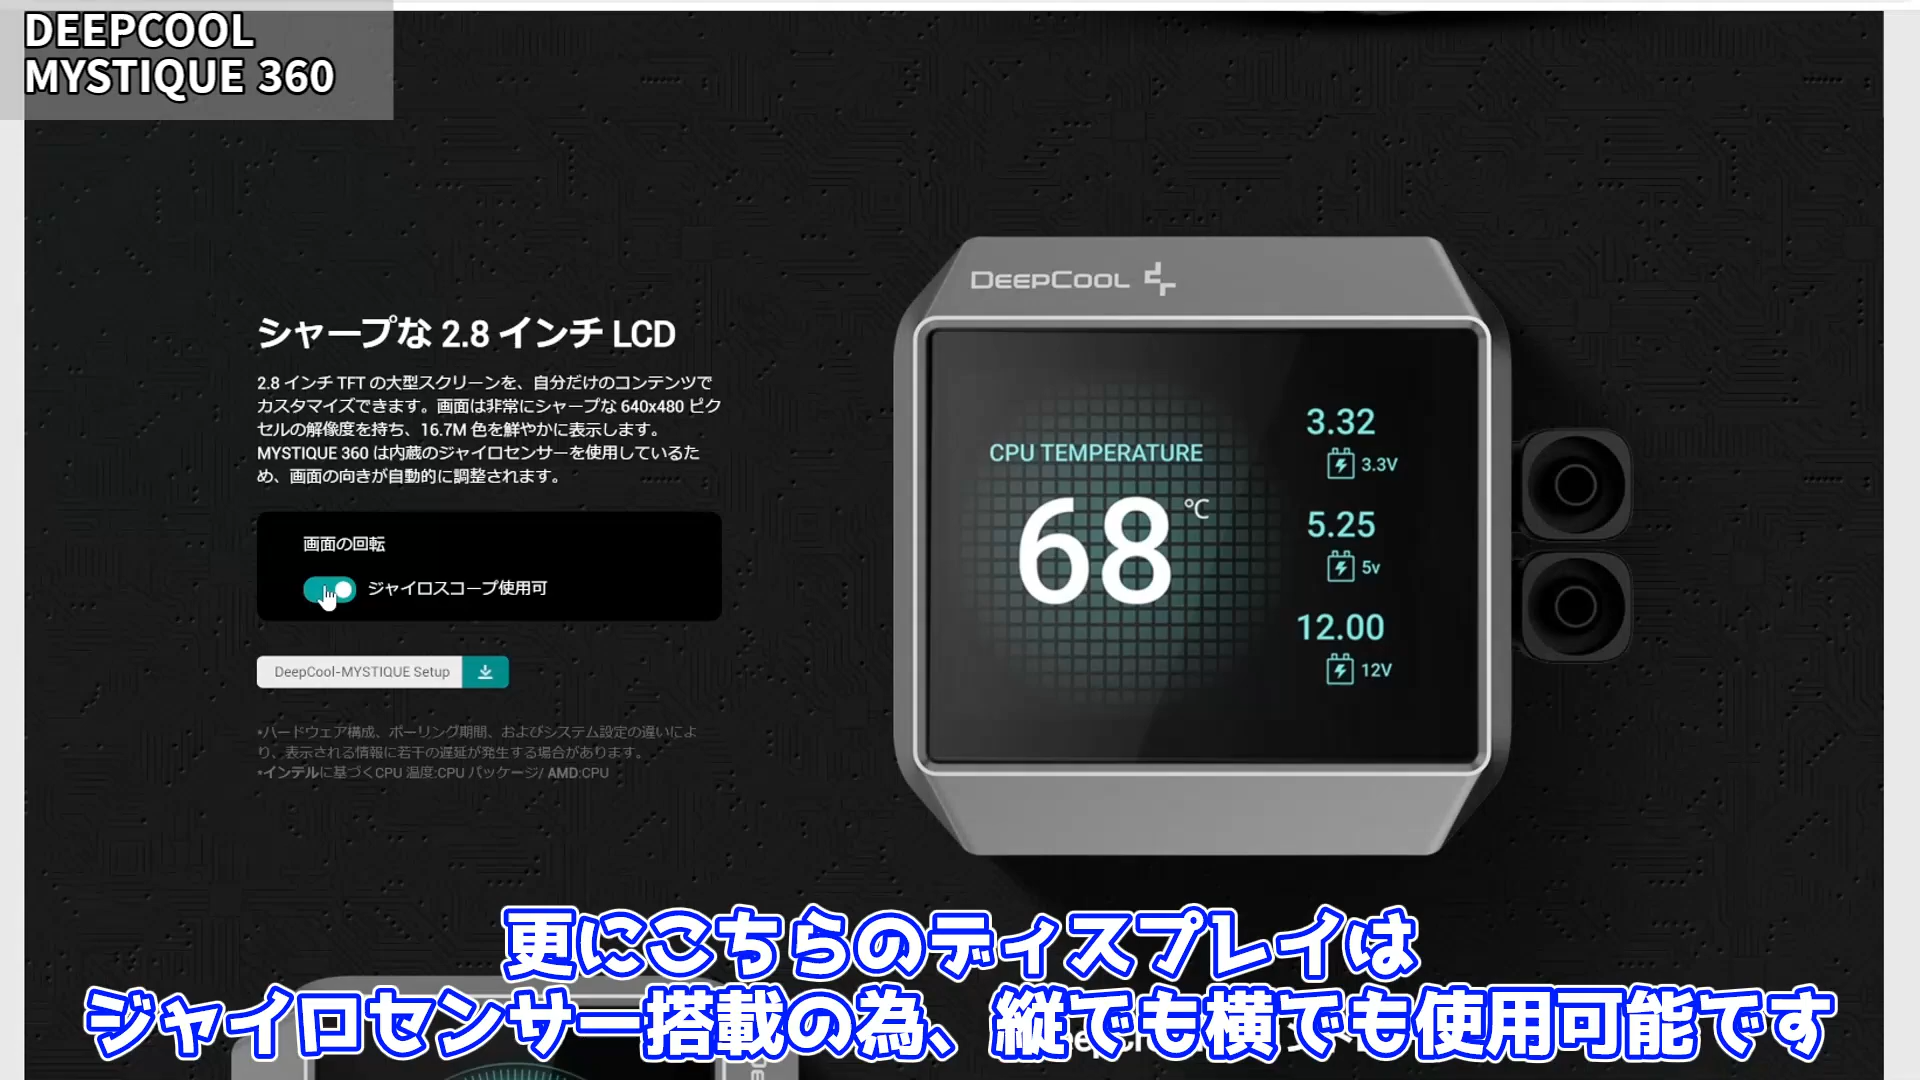 DEEPCOOL
MYSTIQUE 360
DEEPCOOL
シャープな 2.8 インチ LCD
2.8 インチ TFT の大型スクリーンを、自分だけのコンテンツで
カスタマイズできます。画面は非常にシャープな 640x480 ピク
セルの解像度を持ち、16.7M 色を鮮やかに表示します。
MYSTIQUE 360 は内蔵のジャイロセンサーを使用しているた
め、画面の向きが自動的に調整されます。
画面の回転
ジャイロスコープ使用可
DeepCool-MYSTIQUE Setup
*ハードウェア構成、ポーリング期間、およびシステム設定の違いによ
り、表示される情報に若干の遅延が発生する場合があります。
*インテルに基づくCPU 温度:CPU パッケージ/ AMD:CPU
CPU TEMPERATURE
68 ℃
3.32
3.3V
5.25
5v
12.00
12V
更にこちらのディスプレイは
ジャイロセンサー搭載の為、縦でも横でも使用可能です